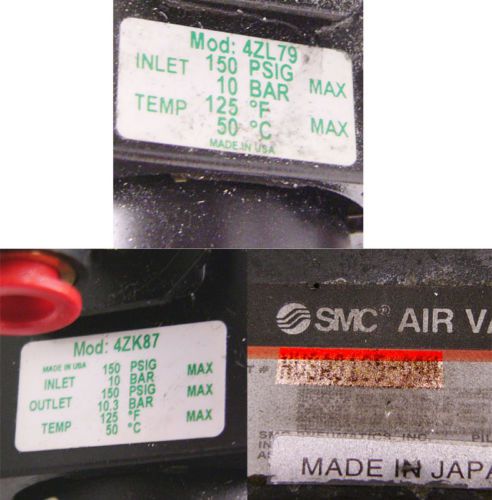 Mod: 4ZL79
INLET 150 PSIG
10 BAR MAX
TEMP 125 °F
50 °C MAX
MADE IN USA
Mod: 4ZK87
MADE IN USA 150 PSIG MAX
INLET 10 BAR
150 PSIG MAX
OUTLET 10.3 BAR
125 °F MAX
TEMP 50 °C
SMC® AIR VA
SMC INC.
MADE IN JAPA